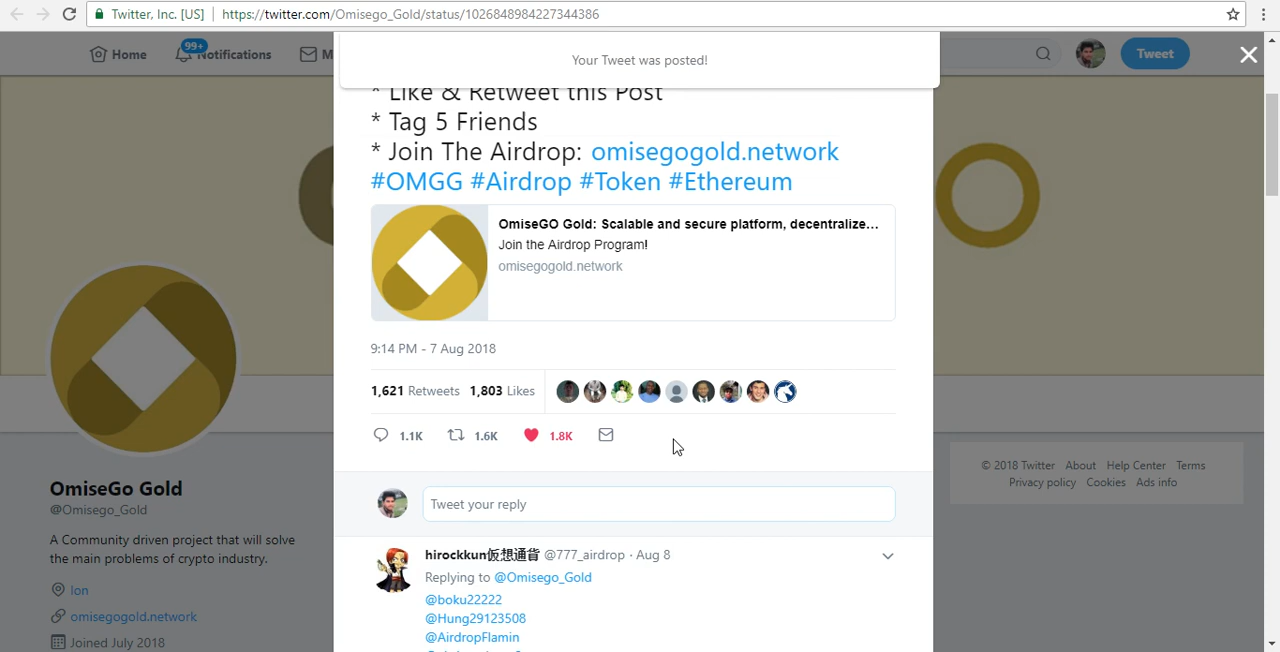 Twitter, Inc. [US] | https://twitter.com/Omisego_Gold/status/1026848984227344386
Home
99+
Notifications
M
Tweet
Your Tweet was posted!
* Like & Retweet this Post
* Tag 5 Friends
* Join The Airdrop: omisegogold.network
#OMGG #Airdrop #Token #Ethereum
OmiseGO Gold: Scalable and secure platform, decentralize...
Join the Airdrop Program!
omisegogold.network
9:14 PM - 7 Aug 2018
1,621 Retweets 1,803 Likes
1.1K 1.6K 1.8K
Tweet your reply
hirockkun仮想通貨 @777_airdrop · Aug 8
Replying to @Omisego_Gold
@boku22222
@Hung29123508
@AirdropFlamin
OmiseGo Gold
@Omisego_Gold
A Community driven project that will solve
the main problems of crypto industry.
Ion
omisegogold.network
Joined July 2018
© 2018 Twitter About Help Center Terms
Privacy policy Cookies Ads info